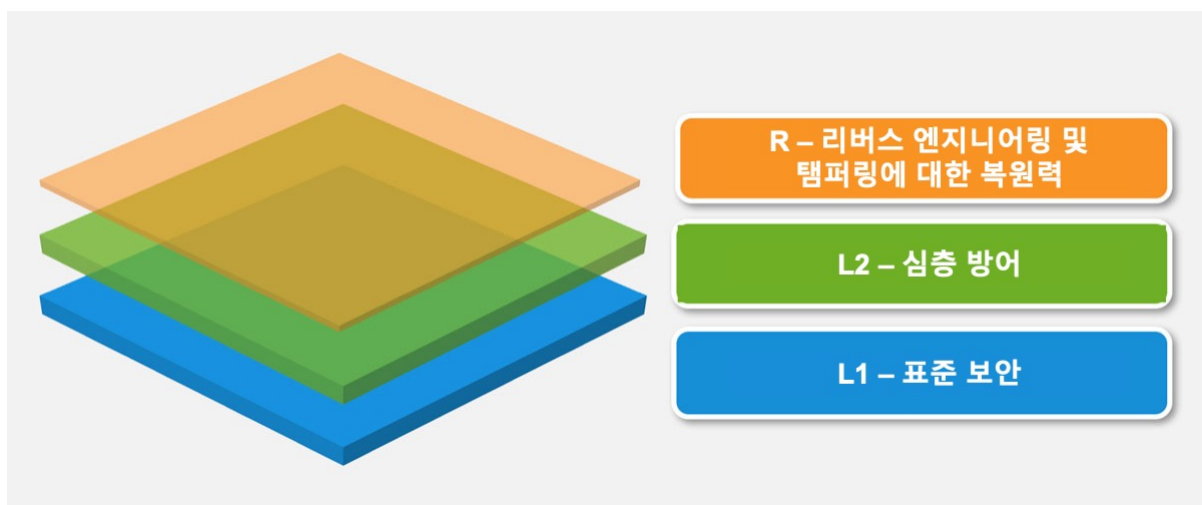 R – 리버스 엔지니어링 및
탬퍼링에 대한 복원력
L2 – 심층 방어
L1 – 표준 보안